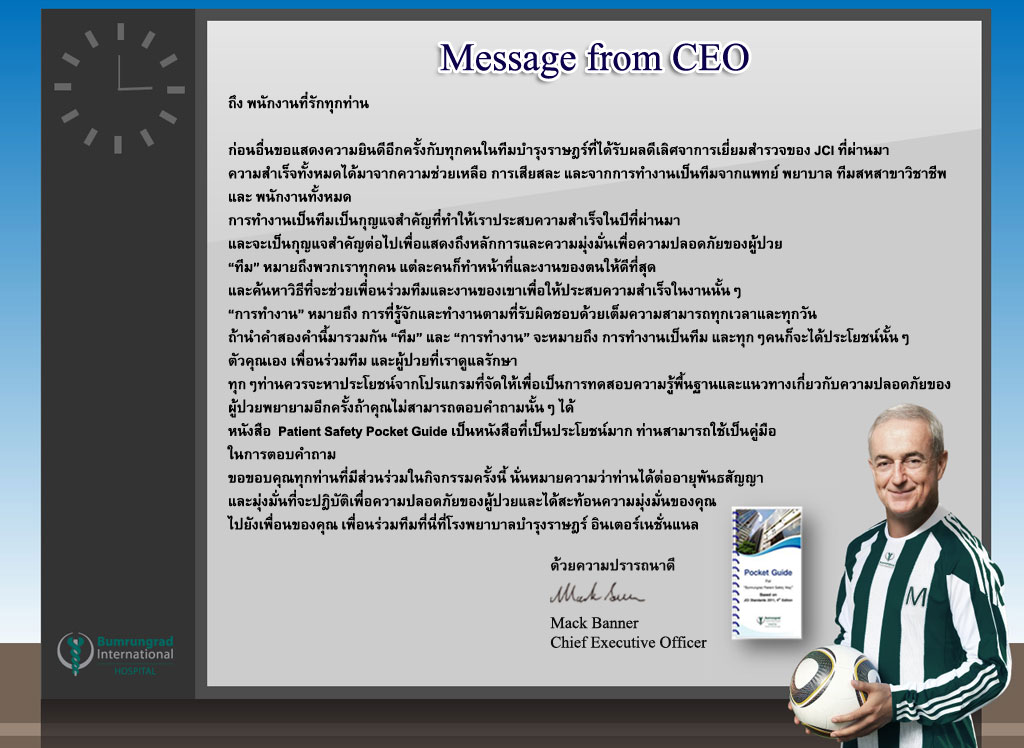 Message from CEO
ถึง พนักงานที่รักทุกท่าน
ก่อนอื่นขอแสดงความยินดีอีกครั้งกับทุกคนในทีมบำรุงราษฎร์ที่ได้รับผลดีเลิศจากการเยี่ยมสำรวจของ JCI ที่ผ่านมา
ความสำเร็จทั้งหมดได้มาจากความช่วยเหลือ การเสียสละ และจากการทำงานเป็นทีมจากแพทย์ พยาบาล ทีมสหสาขาวิชาชีพ
และ พนักงานทั้งหมด
การทำงานเป็นทีมเป็นกุญแจสำคัญที่ทำให้เราประสบความสำเร็จในปีที่ผ่านมา
และจะเป็นกุญแจสำคัญต่อไปเพื่อแสดงถึงหลักการและความมุ่งมั่นเพื่อความปลอดภัยของผู้ป่วย
“ทีม” หมายถึงพวกเราทุกคน แต่ละคนก็ทำหน้าที่และงานของตนให้ดีที่สุด
และค้นหาวิธีที่จะช่วยเพื่อนร่วมทีมและงานของเขาเพื่อให้ประสบความสำเร็จในงานนั้น ๆ
“การทำงาน” หมายถึง การที่รู้จักและทำงานตามที่รับผิดชอบด้วยเต็มความสามารถทุกเวลาและทุกวัน
ถ้านำคำสองคำนี้มารวมกัน “ทีม” และ “การทำงาน” จะหมายถึง การทำงานเป็นทีม และทุก ๆคนก็จะได้ประโยชน์นั้น ๆ
ตัวคุณเอง เพื่อนร่วมทีม และผู้ป่วยที่เราดูแลรักษา
ทุก ๆท่านควรจะหาประโยชน์จากโปรแกรมที่จัดให้เพื่อเป็นการทดสอบความรู้พื้นฐานและแนวทางเกี่ยวกับความปลอดภัยของ
ผู้ป่วยพยายามอีกครั้งถ้าคุณไม่สามารถตอบคำถามนั้น ๆ ได้
หนังสือ Patient Safety Pocket Guide เป็นหนังสือที่เป็นประโยชน์มาก ท่านสามารถใช้เป็นคู่มือ
ในการตอบคำถาม
ขอขอบคุณทุกท่านที่มีส่วนร่วมในกิจกรรมครั้งนี้ นั่นหมายความว่าท่านได้ต่ออายุพันธสัญญา
และมุ่งมั่นที่จะปฏิบัติเพื่อความปลอดภัยของผู้ป่วยและได้สะท้อนความมุ่งมั่นของคุณ
ไปยังเพื่อนของคุณ เพื่อนร่วมทีมที่นี่ที่โรงพยาบาลบำรุงราษฎร์ อินเตอร์เนชั่นแนล
ด้วยความปรารถนาดี
Mack Banner
Chief Executive Officer
Pocket Guide
For
"Bumrungrad Patient Safety Way"
Based on
JCI Standards 2011, 4th Edition
M
Bumrungrad
International
HOSPITAL